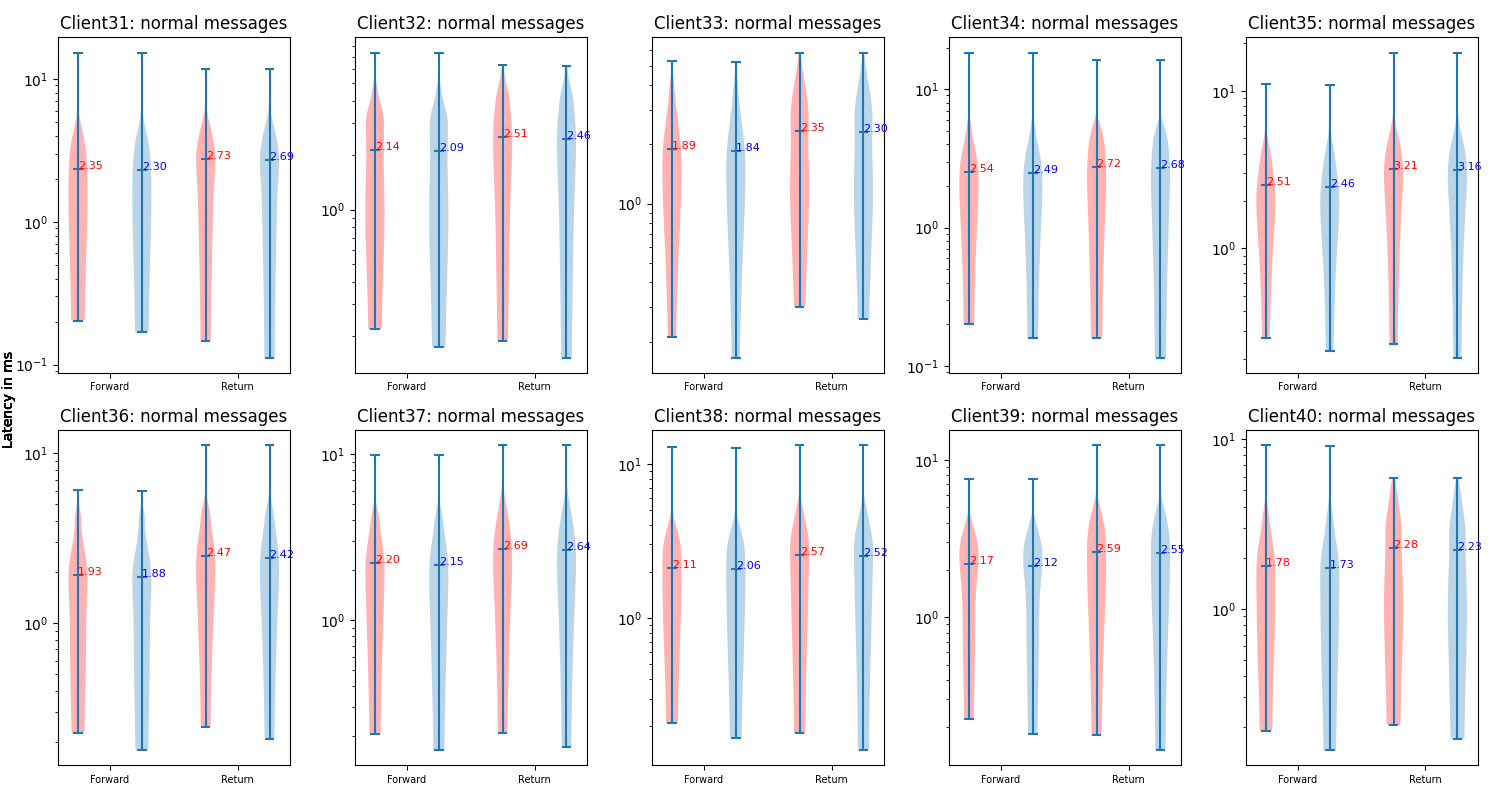 Client31: normal messages
Client32: normal messages
Client33: normal messages
Client34: normal messages
Client35: normal messages
10¹
10⁰
10⁻¹
2.35
2.30
2.73
2.69
Forward
Return
10⁰
2.14
2.09
2.51
2.46
Forward
Return
10⁰
1.89
1.84
2.35
2.30
Forward
Return
10¹
10⁰
10⁻¹
2.54
2.49
2.72
2.68
Forward
Return
10¹
10⁰
2.51
2.46
3.21
3.16
Forward
Return
Latency in ms
Client36: normal messages
Client37: normal messages
Client38: normal messages
Client39: normal messages
Client40: normal messages
10¹
10⁰
1.93
1.88
2.47
2.42
Forward
Return
10¹
10⁰
2.20
2.15
2.69
2.64
Forward
Return
10¹
10⁰
2.11
2.06
2.57
2.52
Forward
Return
10¹
10⁰
2.17
2.12
2.59
2.55
Forward
Return
10¹
10⁰
1.78
1.73
2.28
2.23
Forward
Return